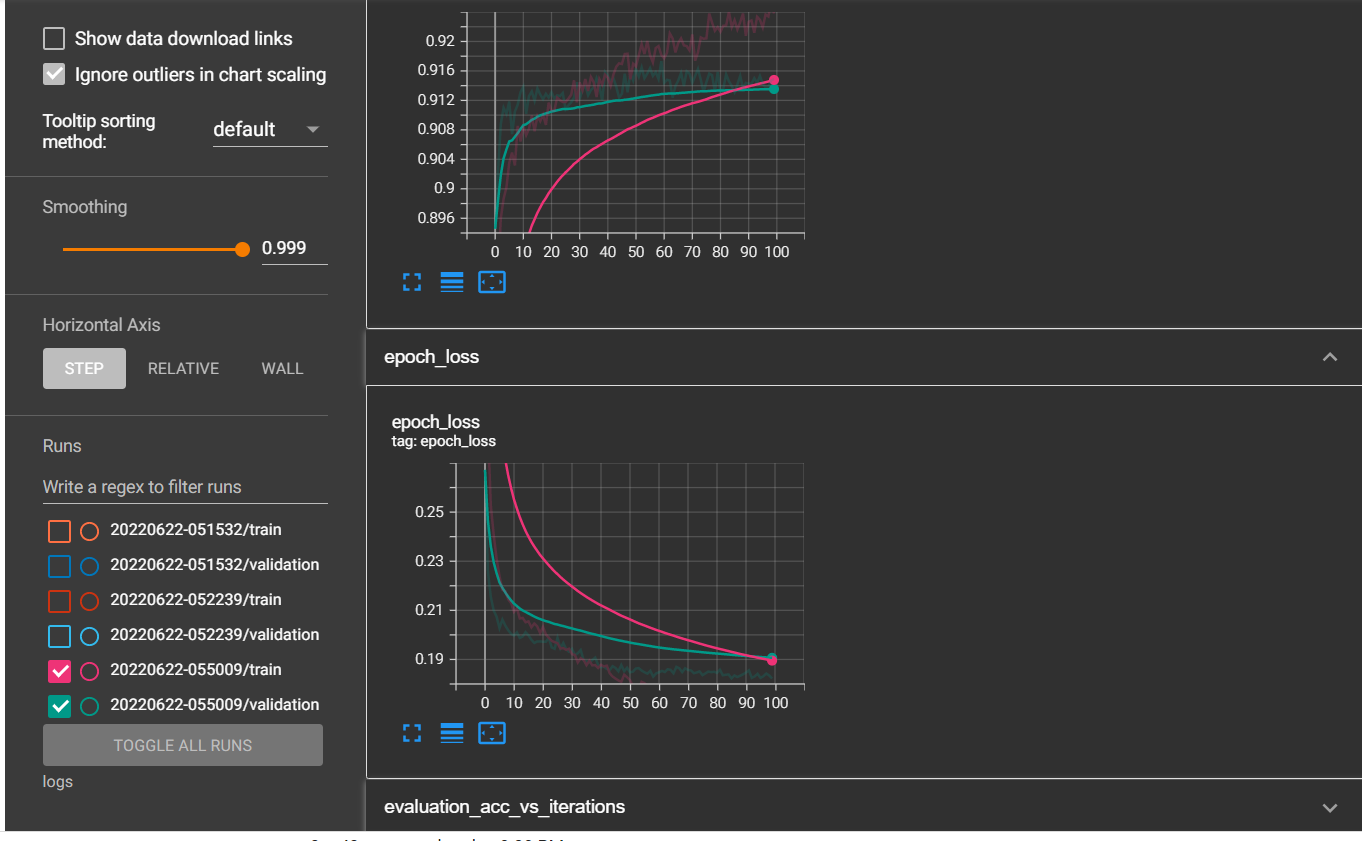 Show data download links
Ignore outliers in chart scaling
Tooltip sorting
method:
default
Smoothing
0.999
Horizontal Axis
STEP RELATIVE WALL
Runs
Write a regex to filter runs
20220622-051532/train
20220622-051532/validation
20220622-052239/train
20220622-052239/validation
20220622-055009/train
20220622-055009/validation
TOGGLE ALL RUNS
logs
0.92
0.916
0.912
0.908
0.904
0.9
0.896
0 10 20 30 40 50 60 70 80 90 100
epoch_loss
epoch_loss
tag: epoch_loss
0.25
0.23
0.21
0.19
0 10 20 30 40 50 60 70 80 90 100
evaluation_acc_vs_iterations